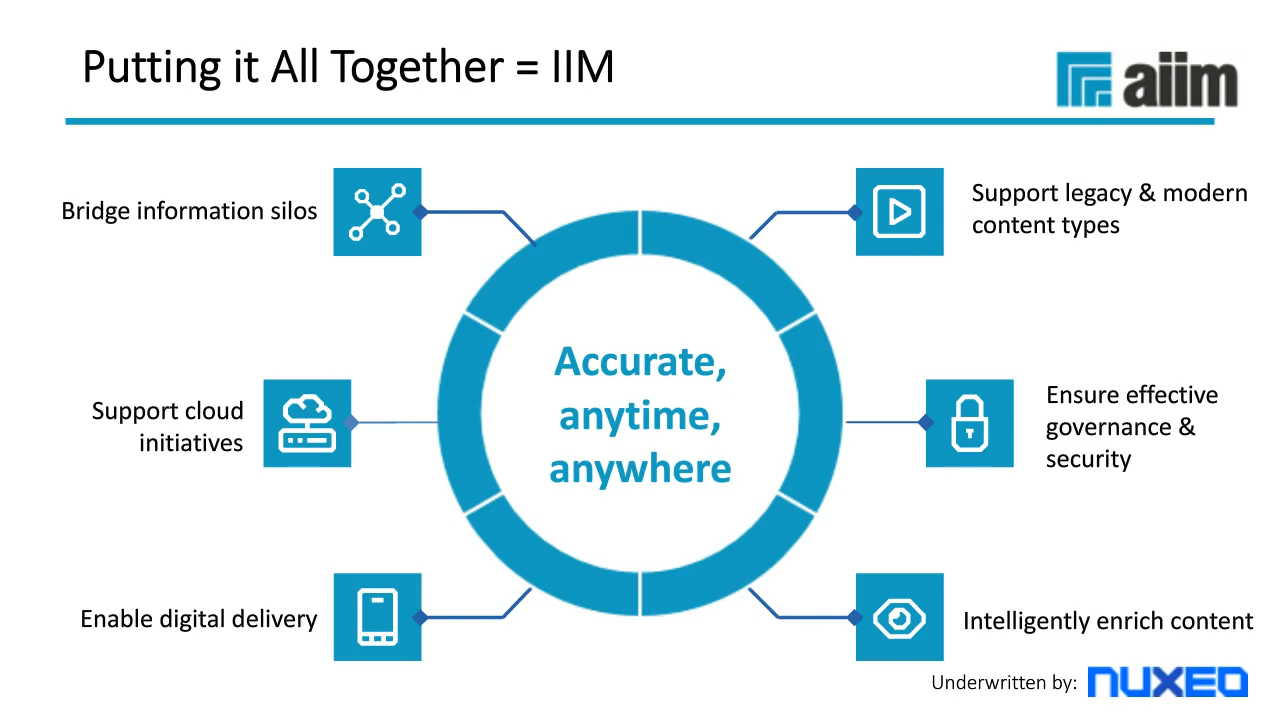 Putting it All Together = IIM
aiim
Bridge information silos
Support legacy & modern
content types
Accurate,
anytime,
anywhere
Support cloud
initiatives
Ensure effective
governance &
security
Enable digital delivery
Intelligently enrich content
Underwritten by:
NUXEO